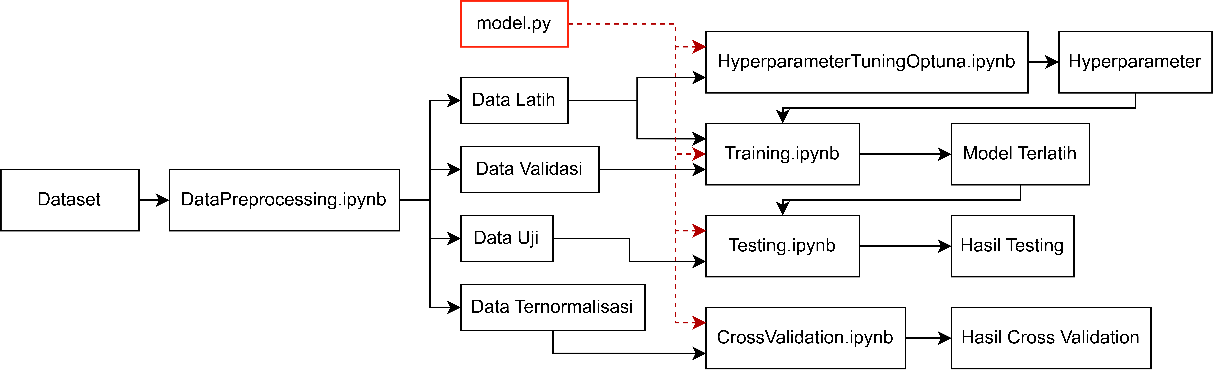 model.py
HyperparameterTuningOptuna.ipynb
Hyperparameter
Data Latih
Training.ipynb
Model Terlatih
Data Validasi
Dataset
DataPreprocessing.ipynb
Data Uji
Testing.ipynb
Hasil Testing
Data Ternormalisasi
CrossValidation.ipynb
Hasil Cross Validation